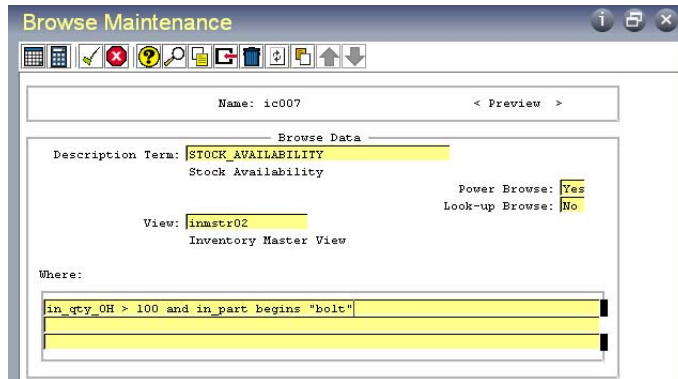 Browse Maintenance
Name: ic007 < Preview >
Browse Data
Description Term: STOCK_AVAILABILITY
Stock Availability
Power Browse: Yes
Look-up Browse: No
View: inmstr02
Inventory Master View
Where:
in_qty_OH > 100 and in_part begins "bolt"